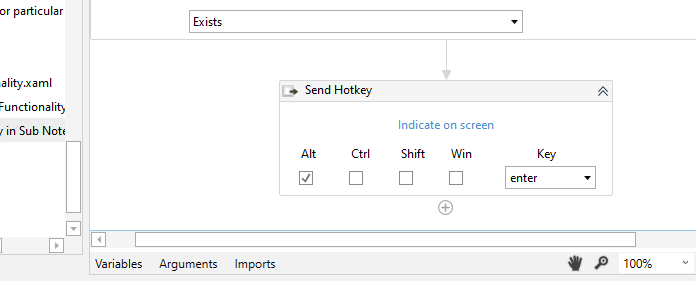 or particular
Exists
ality.xaml
Functionality
y in Sub Note
Send Hotkey
Indicate on screen
Alt Ctrl Shift Win Key
enter
Variables Arguments Imports 100%